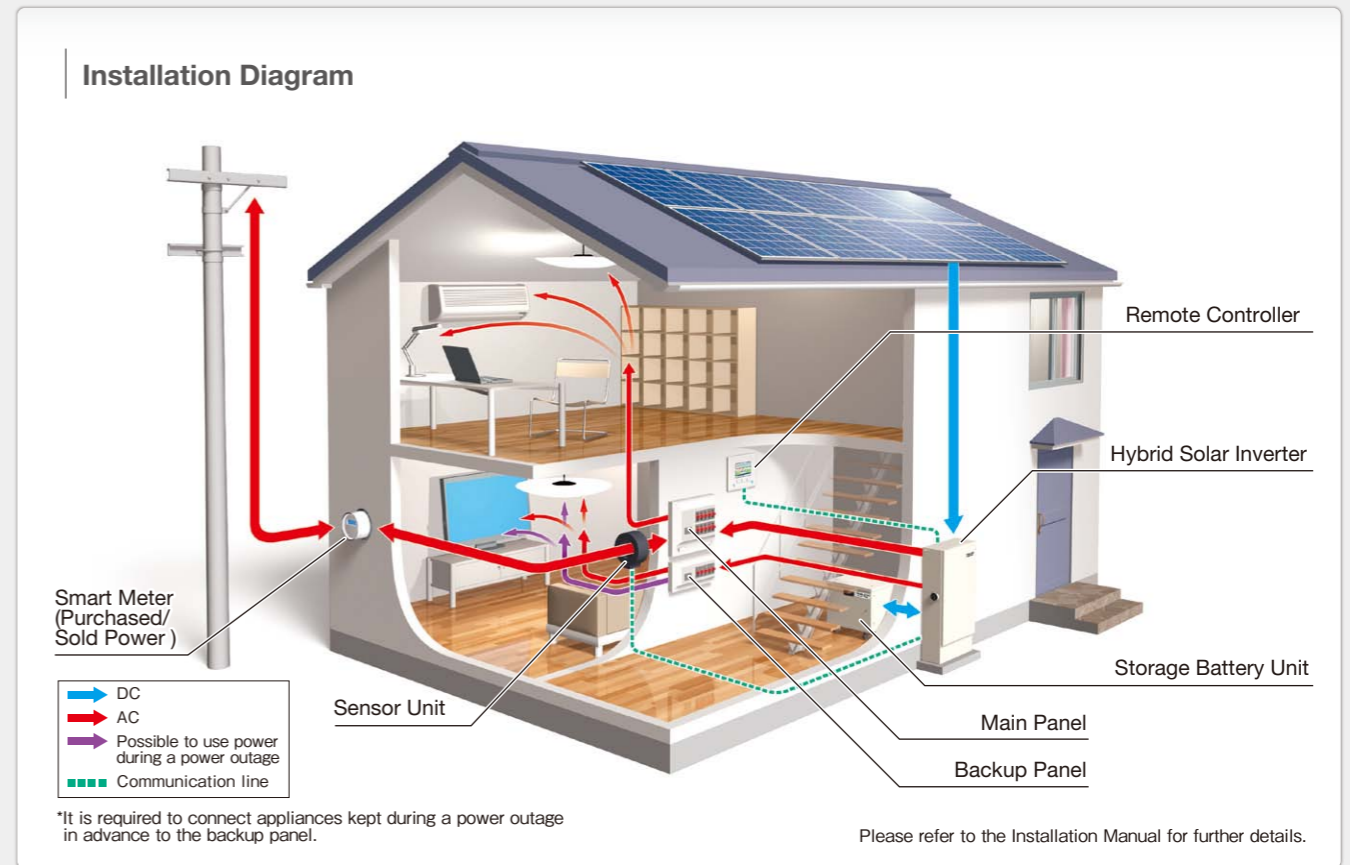 Installation Diagram
Remote Controller
Hybrid Solar Inverter
Smart Meter
(Purchased/
Sold Power )
Storage Battery Unit
Sensor Unit
Main Panel
Backup Panel
DC
AC
Possible to use power
during a power outage
Communication line
*It is required to connect appliances kept during a power outage
in advance to the backup panel.
Please refer to the Installation Manual for further details.